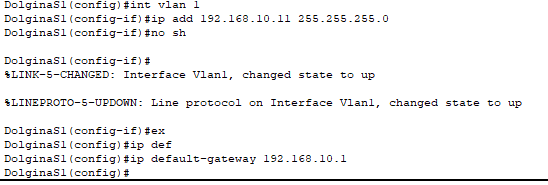 DolginaS1(config)#int vlan 1
DolginaS1(config-if)#ip add 192.168.10.11 255.255.255.0
DolginaS1(config-if)#no sh
DolginaS1(config-if)#
%LINK-5-CHANGED: Interface Vlan1, changed state to up
%LINEPROTO-5-UPDOWN: Line protocol on Interface Vlan1, changed state to up
DolginaS1(config-if)#ex
DolginaS1(config)#ip def
DolginaS1(config)#ip default-gateway 192.168.10.1
DolginaS1(config)#